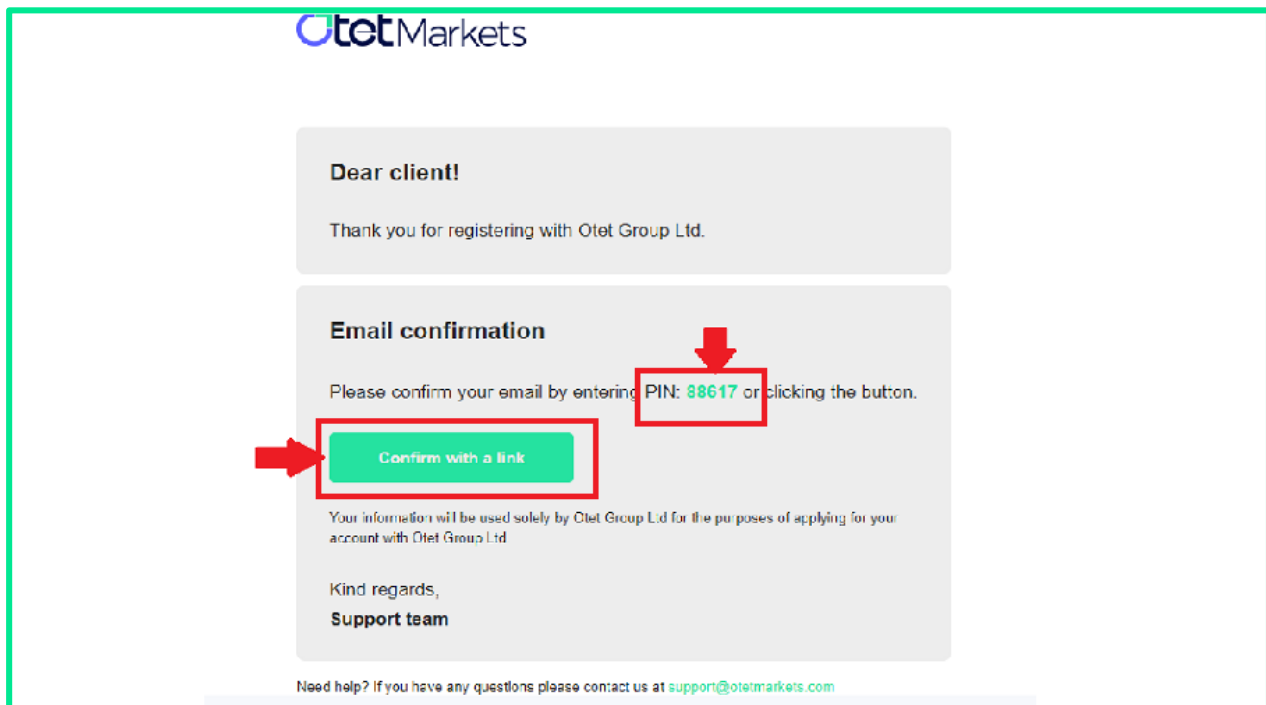 OtetMarkets
Dear client!
Thank you for registering with Otet Group Ltd.
Email confirmation
Please confirm your email by entering PIN: 88617 or clicking the button.
Confirm with a link
Your information will be used solely by Otet Group Ltd for the purposes of applying for your
account with Otet Group Ltd
Kind regards,
Support team
Need help? If you have any questions please contact us at support@otetmarkets.com